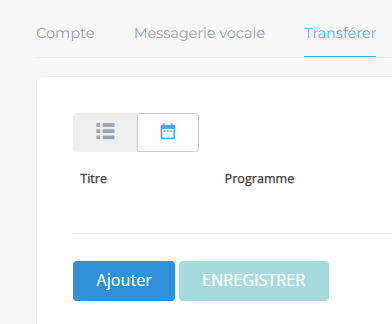 Compte Messagerie vocale Transférer
Titre Programme
Ajouter ENREGISTRER